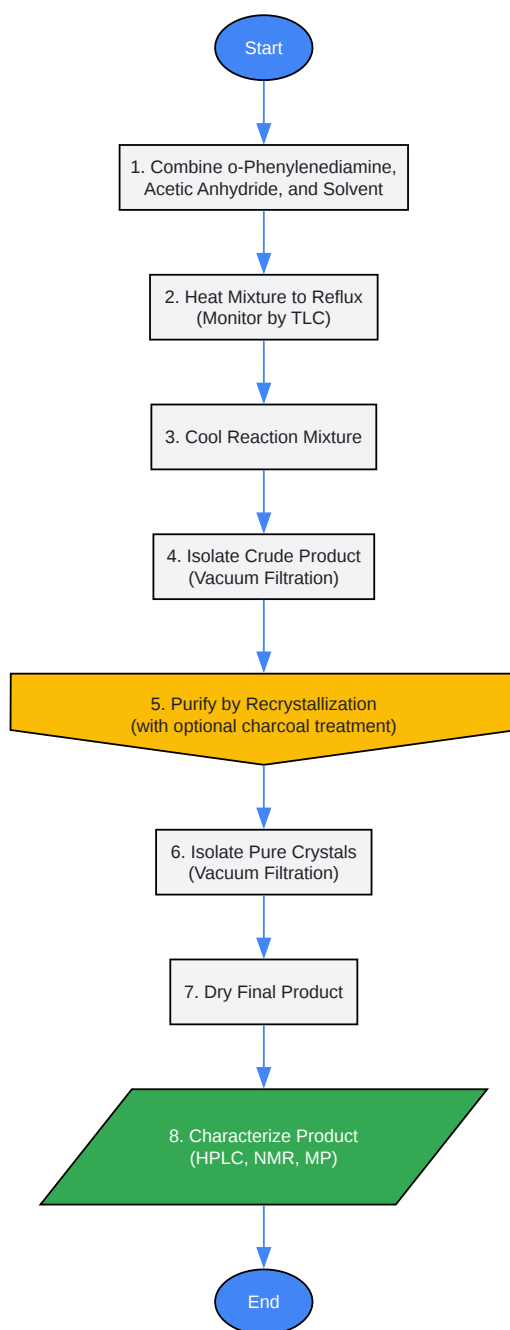 Start
1. Combine o-Phenylenediamine,
Acetic Anhydride, and Solvent
2. Heat Mixture to Reflux
(Monitor by TLC)
3. Cool Reaction Mixture
4. Isolate Crude Product
(Vacuum Filtration)
5. Purify by Recrystallization
(with optional charcoal treatment)
6. Isolate Pure Crystals
(Vacuum Filtration)
7. Dry Final Product
8. Characterize Product
(HPLC, NMR, MP)
End